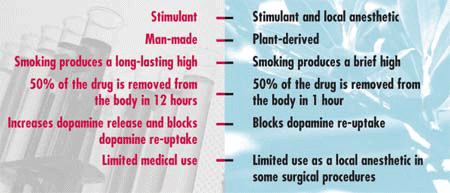 Stimulant — Stimulant and local anesthetic
Man-made — Plant-derived
Smoking produces a long-lasting high — Smoking produces a brief high
50% of the drug is removed from — 50% of the drug is removed from
the body in 12 hours the body in 1 hour
Increases dopamine release and blocks — Blocks dopamine re-uptake
dopamine re-uptake
Limited medical use — Limited use as a local anesthetic in
some surgical procedures